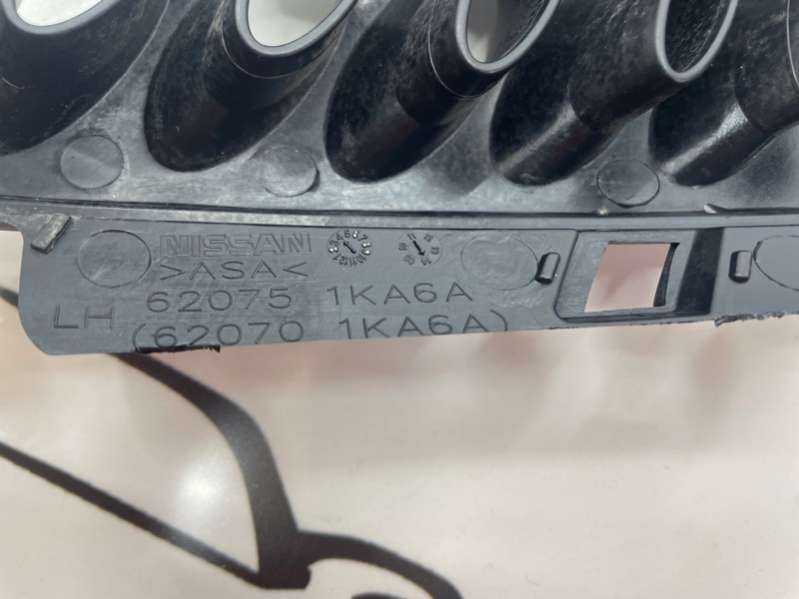 NISSAN
>ASA<
LH 62075 1KA6A
(62070 1KA6A)